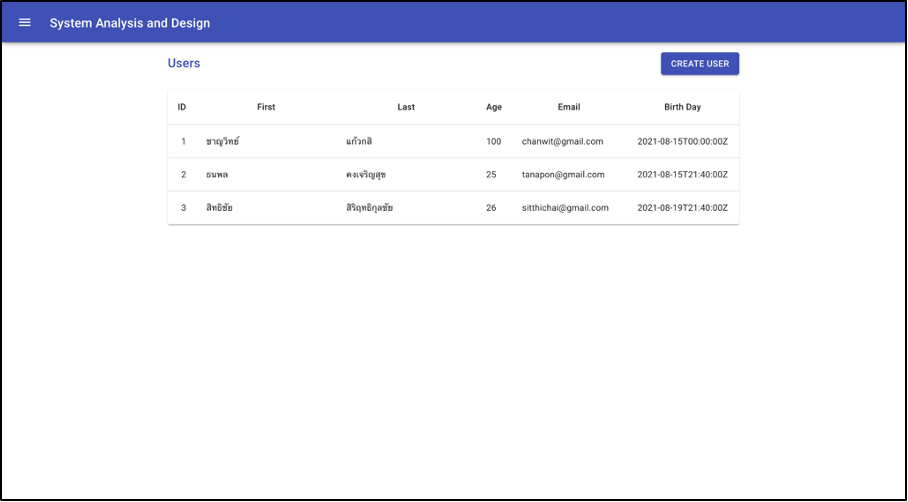 System Analysis and Design
Users
CREATE USER
ID First Last Age Email Birth Day
1 ชาญวิทย์ แก้วกสิ 100 chanwit@gmail.com 2021-08-15T00:00:00Z
2 ธนพล คงเจริญสุข 25 tanapon@gmail.com 2021-08-15T21:40:00Z
3 สิทธิชัย สิริฤทธิกุลชัย 26 sitthichai@gmail.com 2021-08-19T21:40:00Z